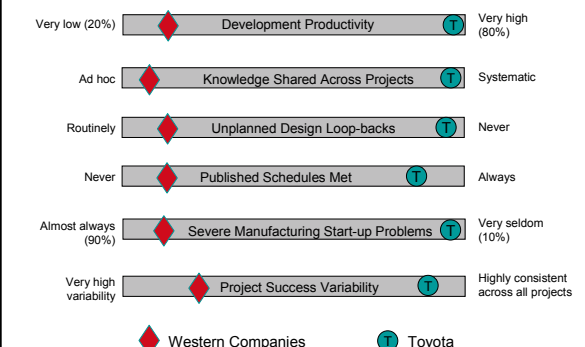 Very low (20%) Development Productivity T Very high
(80%)
Ad hoc Knowledge Shared Across Projects T Systematic
Routinely Unplanned Design Loop-backs T Never
Never Published Schedules Met T Always
Almost always
(90%) Severe Manufacturing Start-up Problems T Very seldom
(10%)
Very high
variability Project Success Variability T Highly consistent
across all projects
Western Companies T Toyota